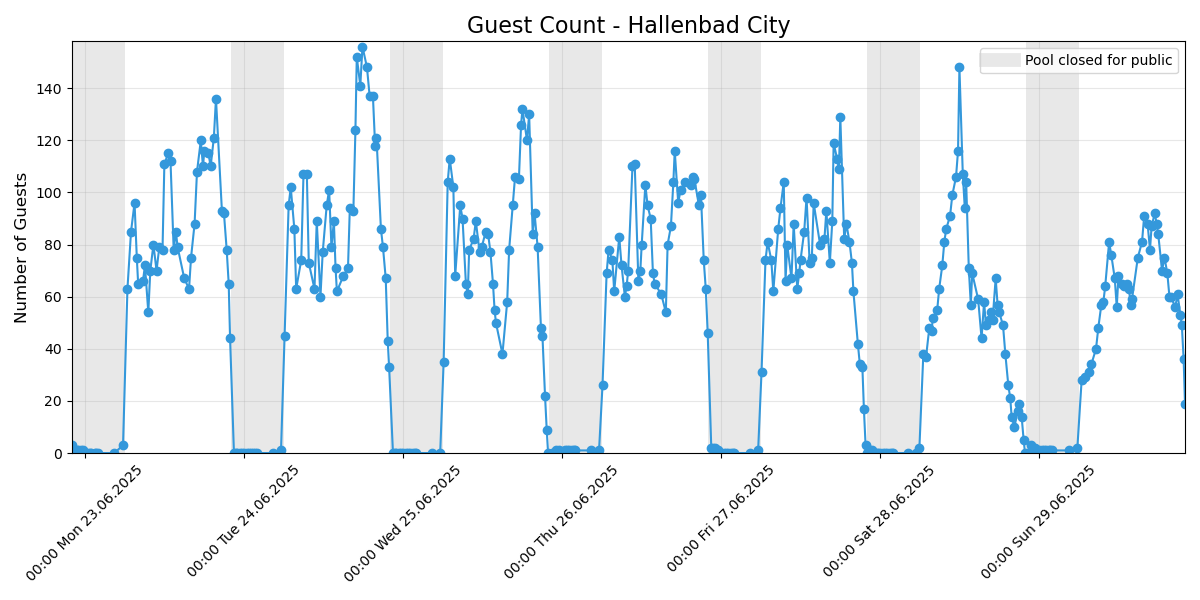 Guest Count - Hallenbad City
Pool closed for public
Number of Guests
140
120
100
80
60
40
20
0
00:00 Mon 23.06.2025
00:00 Tue 24.06.2025
00:00 Wed 25.06.2025
00:00 Thu 26.06.2025
00:00 Fri 27.06.2025
00:00 Sat 28.06.2025
00:00 Sun 29.06.2025